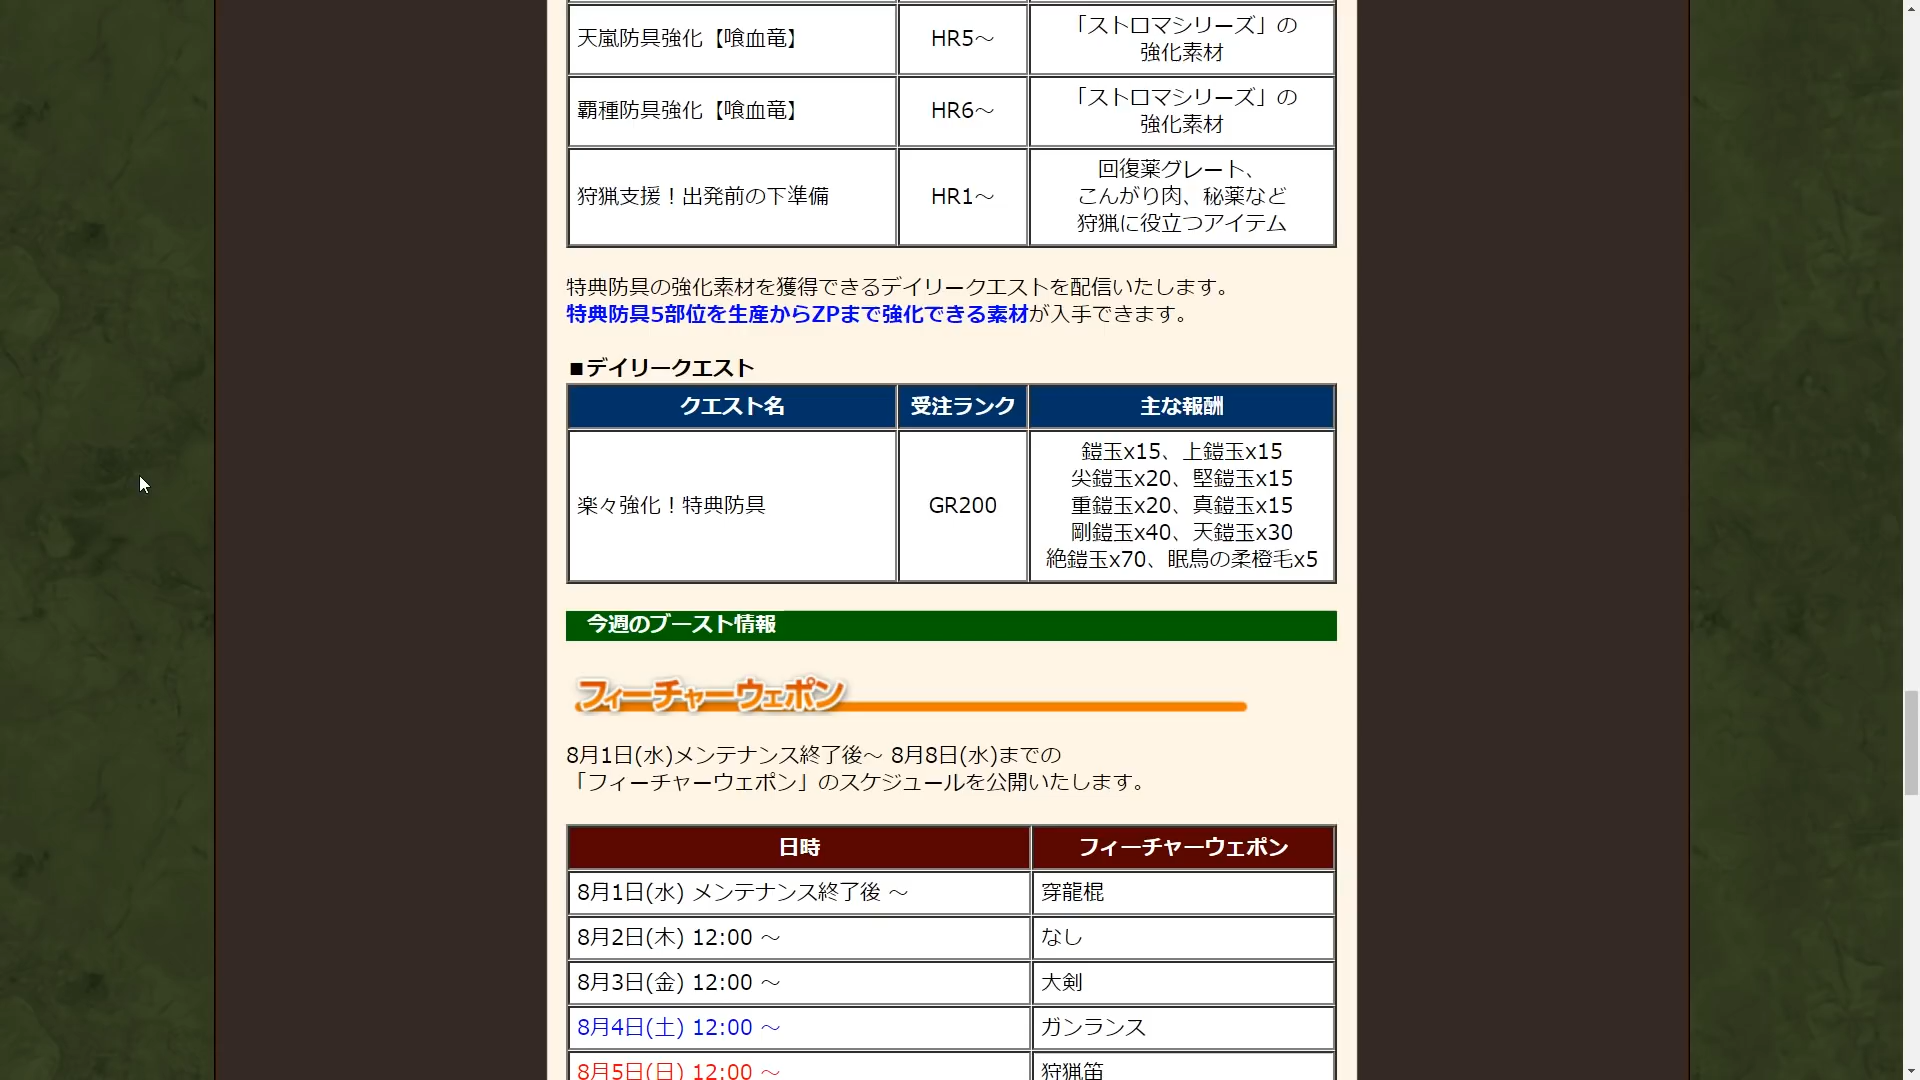 天嵐防具強化【喰血竜】
HR5～
「ストロマシリーズ」の
強化素材
覇種防具強化【喰血竜】
HR6～
「ストロマシリーズ」の
強化素材
狩猟支援！出発前の下準備
HR1～
回復薬グレート、
こんがり肉、秘薬など
狩猟に役立つアイテム
特典防具の強化素材を獲得できるデイリークエストを配信いたします。
特典防具5部位を生産からZPまで強化できる素材が入手できます。
■デイリークエスト
クエスト名
受注ランク
主な報酬
楽々強化！特典防具
GR200
鎧玉x15、上鎧玉x15
尖鎧玉x20、堅鎧玉x15
重鎧玉x20、真鎧玉x15
剛鎧玉x40、天鎧玉x30
絶鎧玉x70、眠鳥の柔橙毛x5
今週のブースト情報
フィーチャーウェポン
8月1日(水)メンテナンス終了後～ 8月8日(水)までの
「フィーチャーウェポン」のスケジュールを公開いたします。
日時
フィーチャーウェポン
8月1日(水) メンテナンス終了後 ～
穿龍棍
8月2日(木) 12:00 ～
なし
8月3日(金) 12:00 ～
大剣
8月4日(土) 12:00 ～
ガンランス
8月5日(日) 12:00 ～
狩猟笛